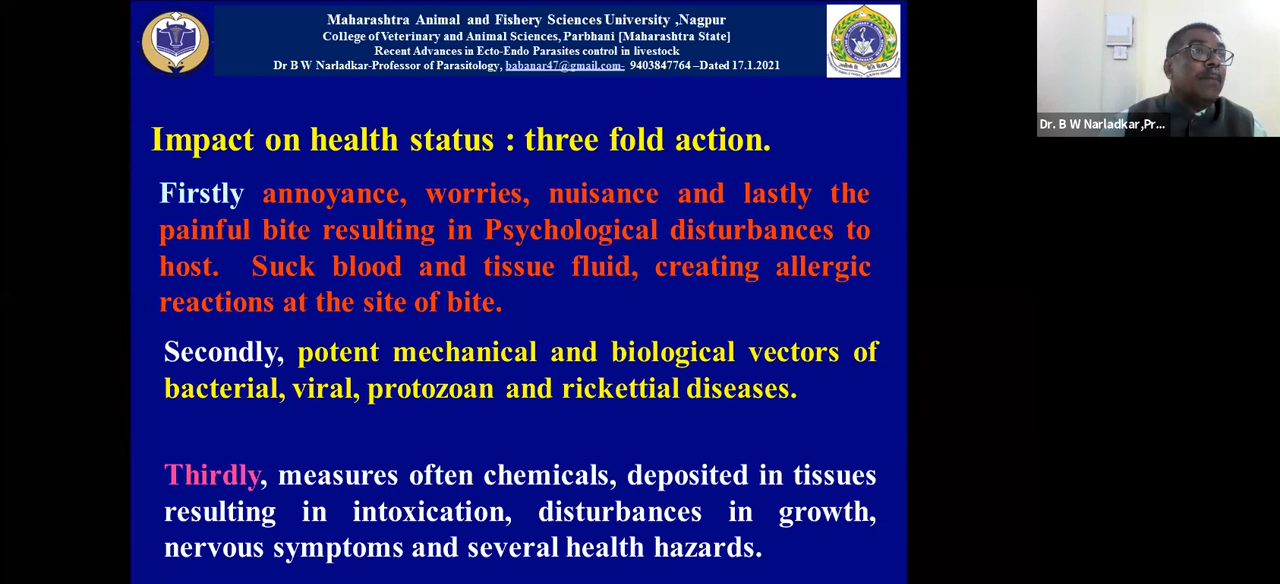 Maharashtra Animal and Fishery Sciences University ,Nagpur
College of Veterinary and Animal Sciences, Parbhani [Maharashtra State]
Recent Advances in Ecto-Endo Parasites control in livestock
Dr B W Narladkar-Professor of Parasitology, babanar47@gmail.com- 9403847764 –Dated 17.1.2021
Dr. B W Narladkar,Pr...
Impact on health status : three fold action.
Firstly annoyance, worries, nuisance and lastly the
painful bite resulting in Psychological disturbances to
host. Suck blood and tissue fluid, creating allergic
reactions at the site of bite.
Secondly, potent mechanical and biological vectors of
bacterial, viral, protozoan and rickettial diseases.
Thirdly, measures often chemicals, deposited in tissues
resulting in intoxication, disturbances in growth,
nervous symptoms and several health hazards.